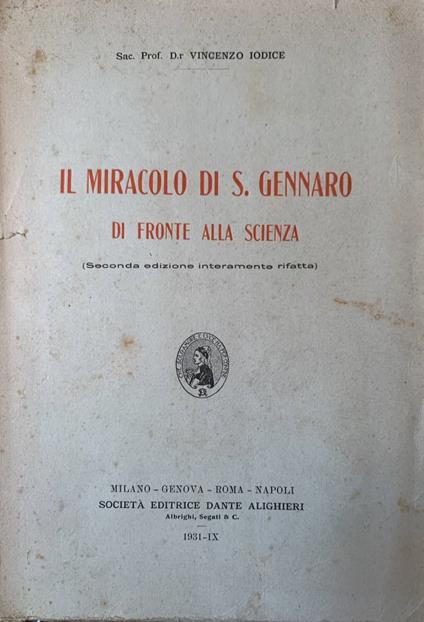 Sac. Prof. D.r VINCENZO IODICE
IL MIRACOLO DI S. GENNARO
DI FRONTE ALLA SCIENZA
(Seconda edizione interamente rifatta)
MILANO - GENOVA - ROMA - NAPOLI
SOCIETÀ EDITRICE DANTE ALIGHIERI
Albrighi, Segati & C.
1931-IX